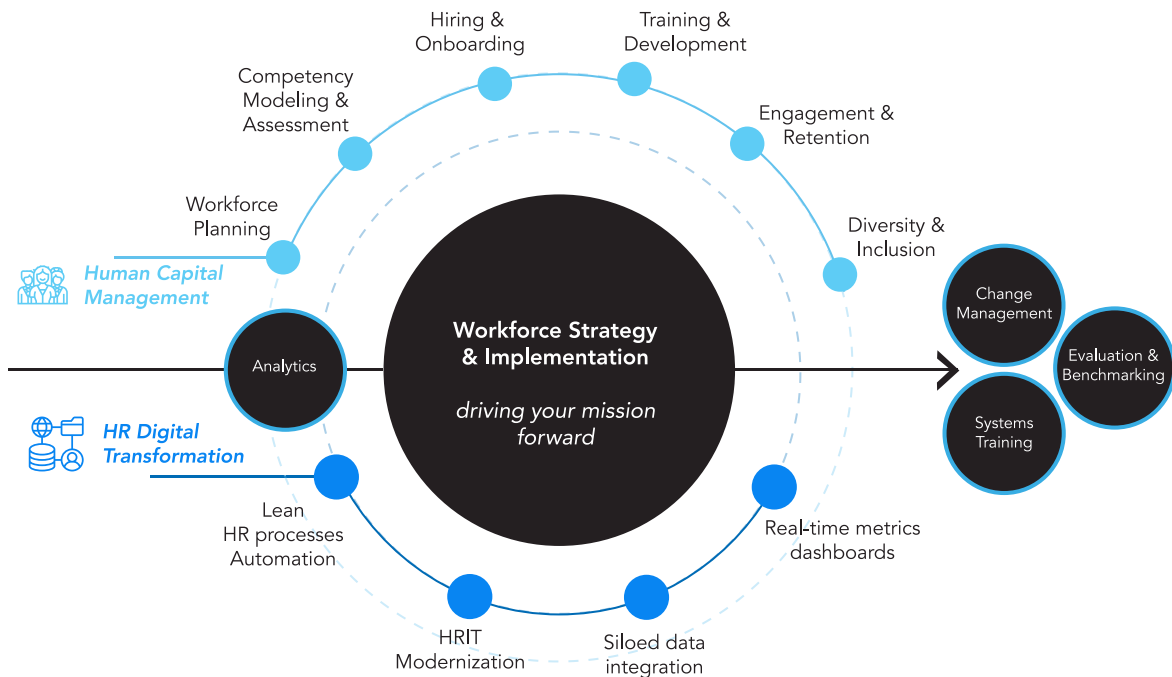 Hiring &
Onboarding
Training &
Development
Competency
Modeling &
Assessment
Engagement &
Retention
Workforce
Planning
Diversity &
Inclusion
Human Capital
Management
Change
Management
Workforce Strategy
& Implementation
driving your mission
forward
Analytics
Evaluation &
Benchmarking
Systems
Training
HR Digital
Transformation
Lean
HR processes
Automation
Real-time metrics
dashboards
HRIT
Modernization
Siloed data
integration